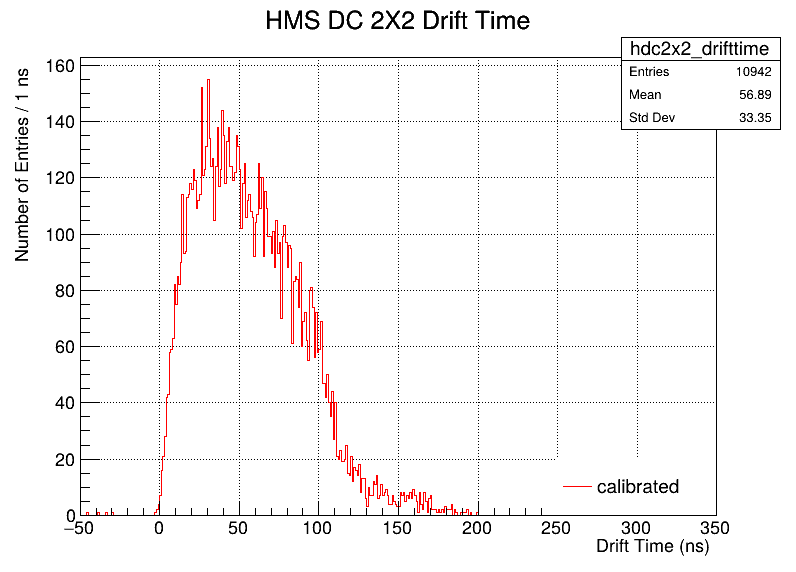 HMS DC 2X2 Drift Time
hdc2x2_drifttime
Entries 10942
Mean 56.89
Std Dev 33.35
Number of Entries / 1 ns
160
140
120
100
80
60
40
20
0
calibrated
−50 0 50 100 150 200 250 300 350
Drift Time (ns)